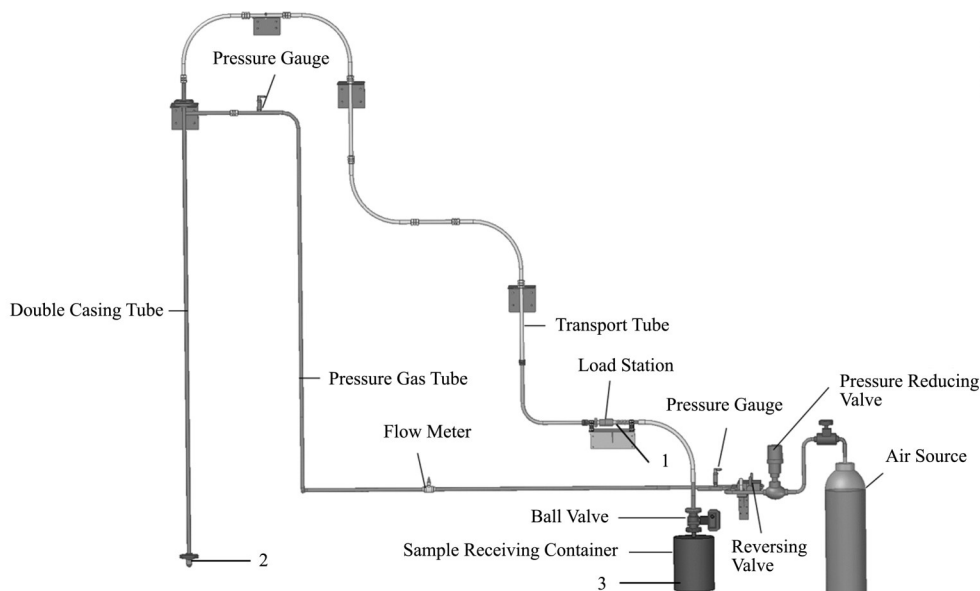 Pressure Gauge
Double Casing Tube
Transport Tube
Load Station
Pressure Gas Tube
Pressure Reducing
Valve
Pressure Gauge
Flow Meter
1
Air Source
Ball Valve
Sample Receiving Container
Reversing
Valve
2
3